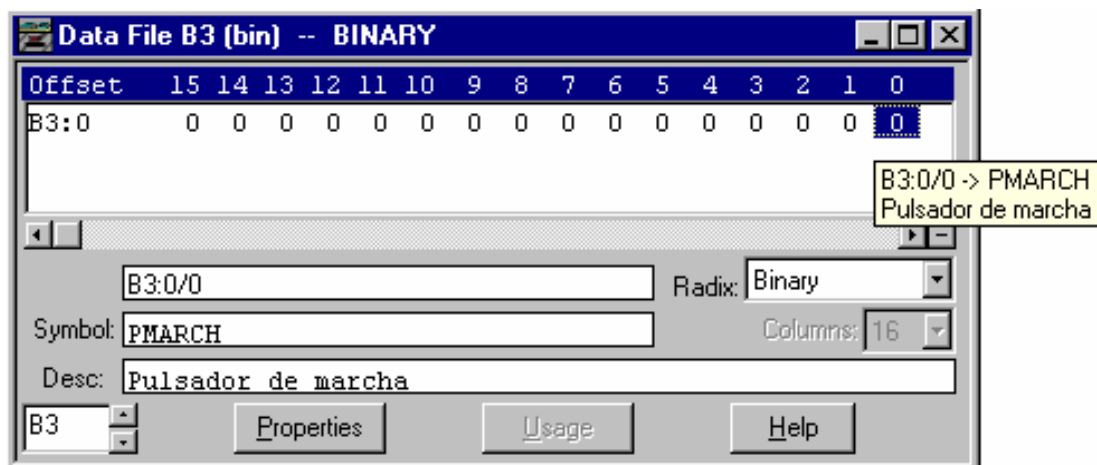 Data File B3 (bin) -- BINARY
Offset 15 14 13 12 11 10 9 8 7 6 5 4 3 2 1 0
B3:0 0 0 0 0 0 0 0 0 0 0 0 0 0 0 0 0
B3:0/0 -> PMARCH
Pulsador de marcha
B3:0/0 Radix: Binary
Symbol: PMARCH Columns: 16
Desc: Pulsador de marcha
B3 Properties Usage Help